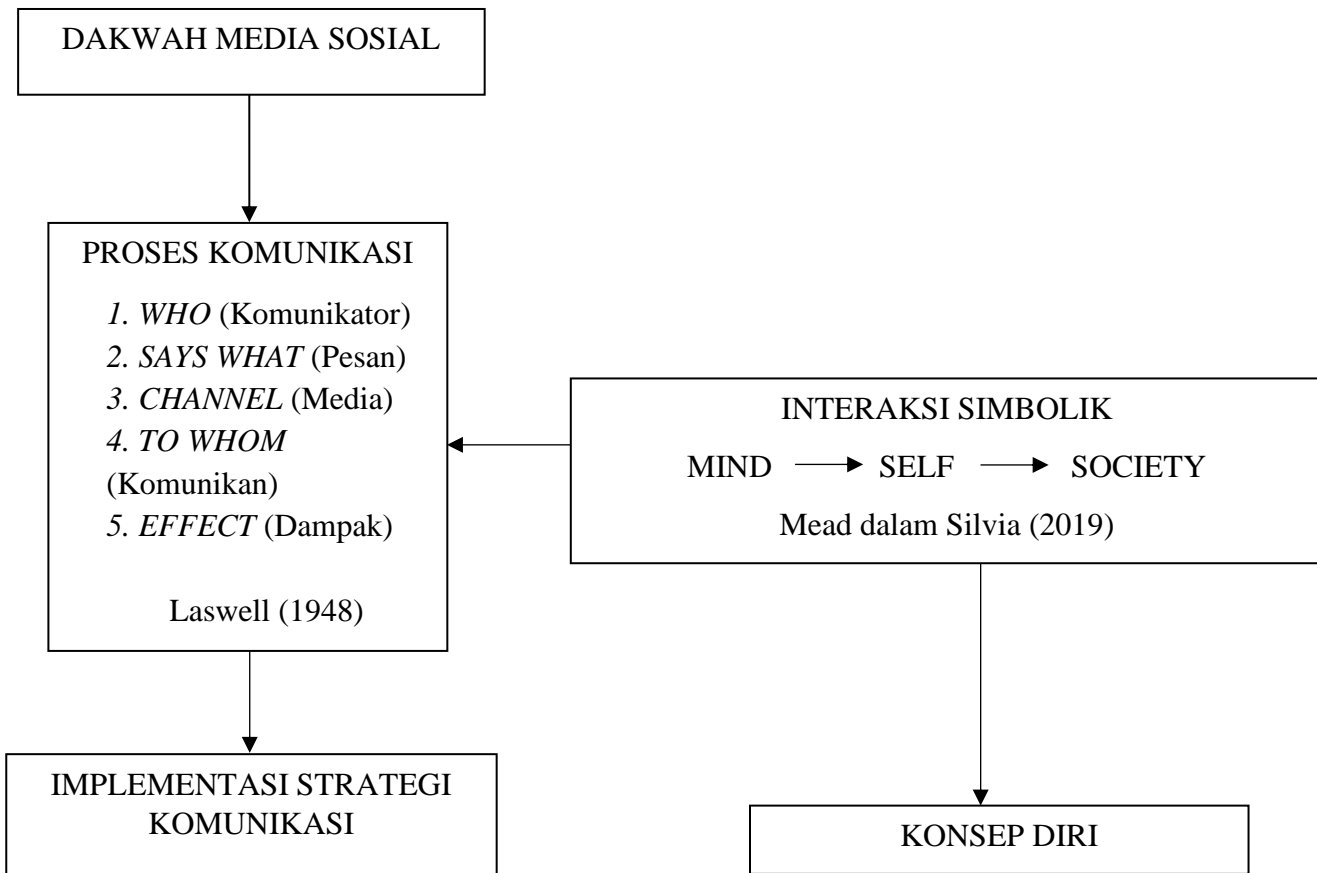 DAKWAH MEDIA SOSIAL
PROSES KOMUNIKASI
1. WHO (Komunikator)
2. SAYS WHAT (Pesan)
3. CHANNEL (Media)
4. TO WHOM
(Komunikan)
5. EFFECT (Dampak)
Laswell (1948)
INTERAKSI SIMBOLIK
MIND SELF SOCIETY
Mead dalam Silvia (2019)
IMPLEMENTASI STRATEGI
KOMUNIKASI
KONSEP DIRI